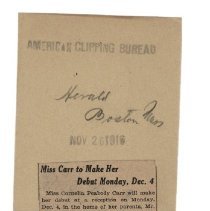 AMERICAN CLIPPING BUREAU
Herald
Boston Mass
NOV 26 1916
Miss Carr to Make Her
Debut Monday, Dec. 4
Miss Cornelia Peabody Carr will make
her debut at a reception on Monday,
Dec. 4, in the home of her parents, Mr.